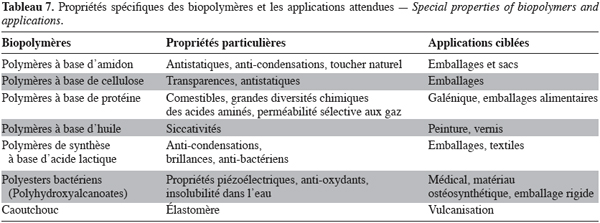 Tableau 7. Propriétés spécifiques des biopolymères et les applications attendues — Special properties of biopolymers and
applications.
Biopolymères Propriétés particulières Applications ciblées
Polymères à base d'amidon Antistatiques, anti-condensations, toucher naturel Emballages et sacs
Polymères à base de cellulose Transparences, antistatiques Emballages
Polymères à base de protéine Comestibles, grandes diversités chimiques Galénique, emballages alimentaires
des acides aminés, perméabilité sélective aux gaz
Polymères à base d'huile Siccativités Peinture, vernis
Polymères de synthèse Anti-condensations, Emballages, textiles
à base d'acide lactique brillances, anti-bactériens
Polyesters bactériens Propriétés piézoélectriques, anti-oxydants, Médical, matériau
(Polyhydroxyalcanoates) insolubilité dans l'eau ostéosynthétique, emballage rigide
Caoutchouc Élastomère Vulcanisation